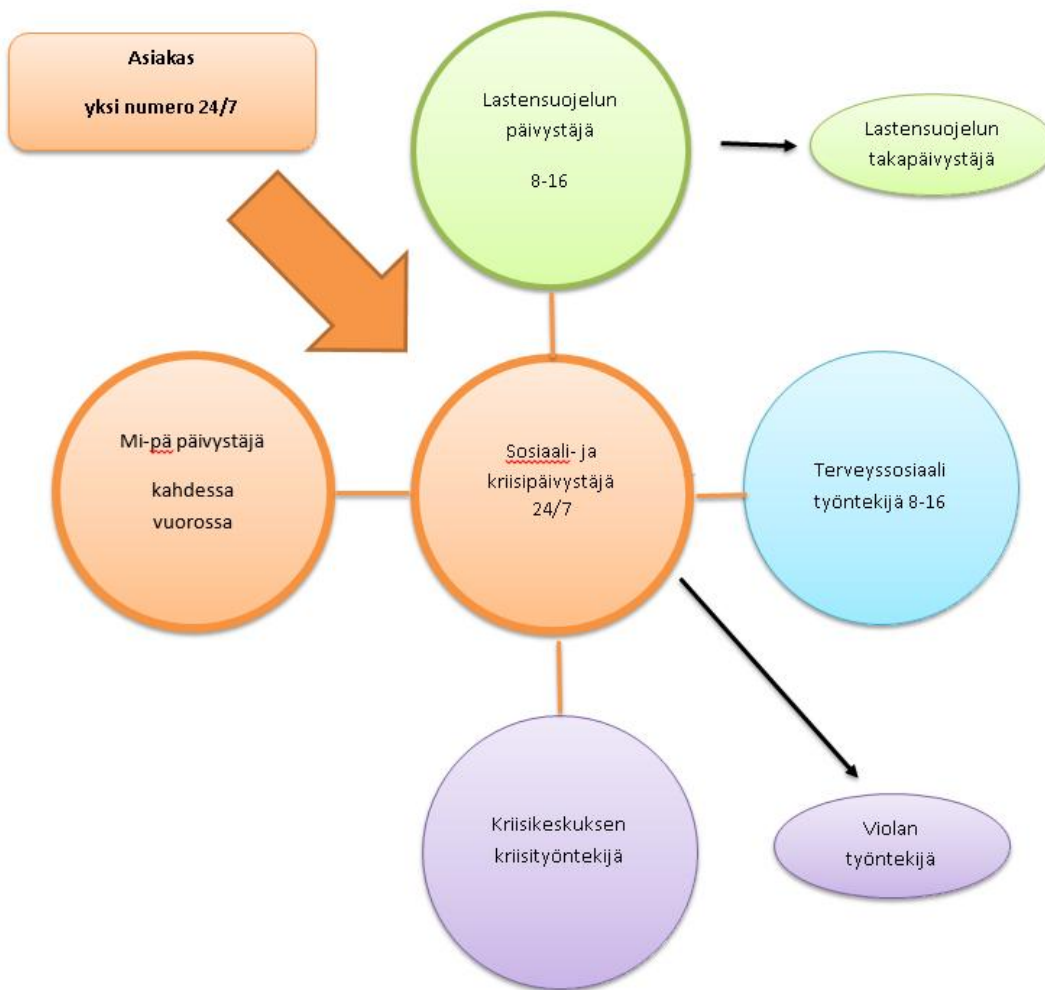 Asiakas
yksi numero 24/7
Lastensuojelun
päivystäjä
8-16
Lastensuojelun
takapäivystäjä
Mi-pä päivystäjä
kahdessa
vuorossa
Sosiaali- ja
kriisipäivystäjä
24/7
Terveyssosiaali
työntekijä 8-16
Kriisikeskuksen
kriisityöntekijä
Violan
työntekijä